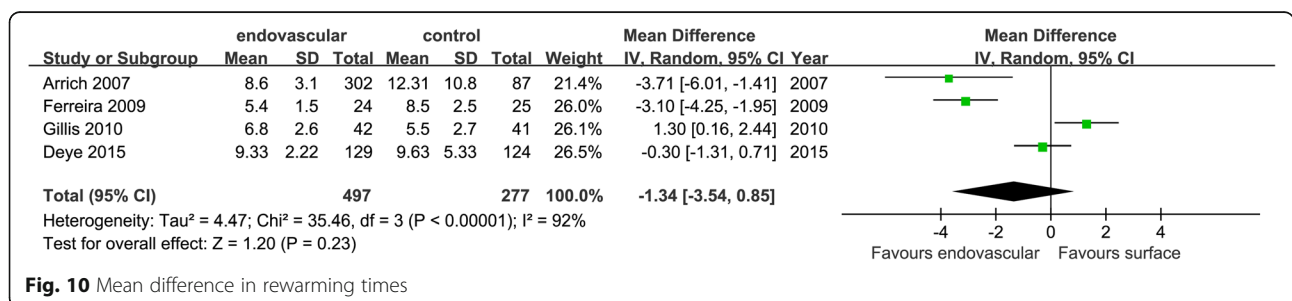 endovascular control Mean Difference Mean Difference
Study or Subgroup Mean SD Total Mean SD Total Weight IV, Random, 95% CI Year IV, Random, 95% CI
Arrich 2007 8.6 3.1 302 12.31 10.8 87 21.4% -3.71 [-6.01, -1.41] 2007
Ferreira 2009 5.4 1.5 24 8.5 2.5 25 26.0% -3.10 [-4.25, -1.95] 2009
Gillis 2010 6.8 2.6 42 5.5 2.7 41 26.1% 1.30 [0.16, 2.44] 2010
Deye 2015 9.33 2.22 129 9.63 5.33 124 26.5% -0.30 [-1.31, 0.71] 2015
Total (95% CI) 497 277 100.0% -1.34 [-3.54, 0.85]
Heterogeneity: Tau² = 4.47; Chi² = 35.46, df = 3 (P < 0.00001); I² = 92%
Test for overall effect: Z = 1.20 (P = 0.23)
-4 -2 0 2 4
Favours endovascular Favours surface
Fig. 10 Mean difference in rewarming times